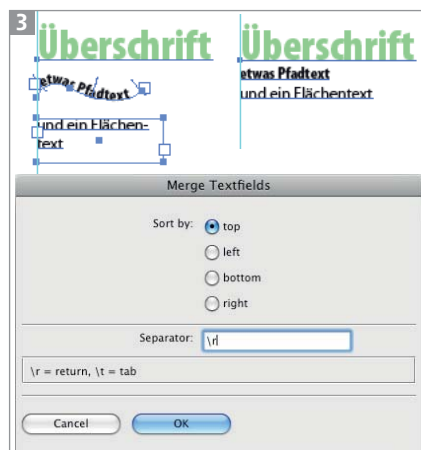 3
Überschrift
etwas Pfadtext
und ein Flächen-
text
Überschrift
etwas Pfadtext
und ein Flächentext
Merge Textfields
Sort by:
top
left
bottom
right
Separator: \r
\r = return, \t = tab
Cancel
OK